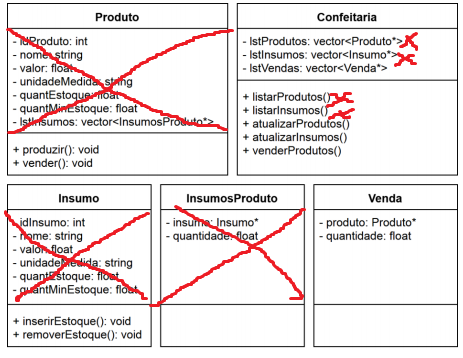 Produto
- idProduto: int
- nome: string
- valor: float
- unidadeMedida: string
- quantEstoque: float
- quantMinEstoque: float
- lstInsumos: vector<InsumosProduto*>
+ produzir(): void
+ vender(): void
Confeitaria
- lstProdutos: vector<Produto*>
- lstInsumos: vector<Insumo*>
- lstVendas: vector<Venda*>
+ listarProdutos()
+ listarInsumos()
+ atualizarProdutos()
+ atualizarInsumos()
+ venderProdutos()
Insumo
- idInsumo: int
- nome: string
- valor: float
- unidadeMedida: string
- quantEstoque: float
- quantMinEstoque: float
+ inserirEstoque(): void
+ removerEstoque(): void
InsumosProduto
- insumo: Insumo*
- quantidade: float
Venda
- produto: Produto*
- quantidade: float